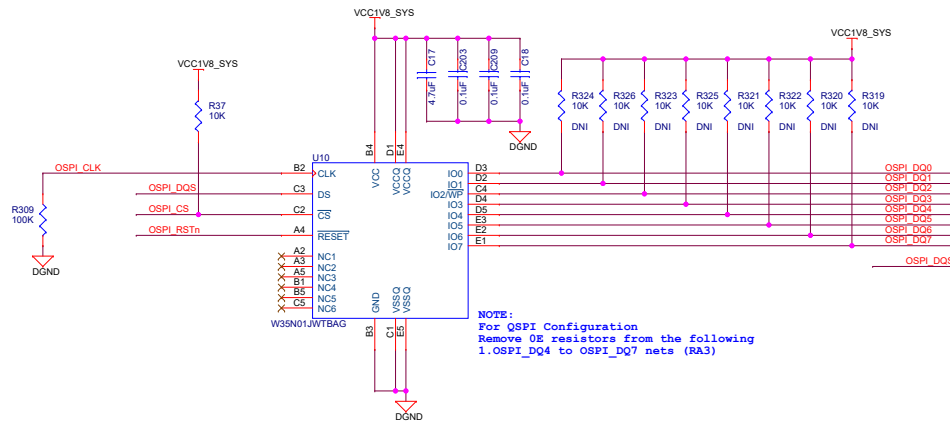 VCC1V8_SYS
VCC1V8_SYS
VCC1V8_SYS
R37
10K
C17
4.7uF
C203
0.1uF
C209
0.1uF
C18
0.1uF
DGND
R324
10K
DNI
R326
10K
R323
10K
DNI
R325
10K
DNI
R321
10K
DNI
R322
10K
DNI
R320
10K
DNI
R319
10K
DNI
U10
B4
D1
E4
VCC
VCCQ
VCCQ
OSPI_CLK
B2
CLK
OSPI_DQS
C3
DS
OSPI_CS
C2
CS
OSPI_RSTn
A4
RESET
R309
100K
DGND
A2
NC1
A3
NC2
A5
NC3
B1
NC4
B5
NC5
C5
NC6
IO0
D3
OSPI_DQ0
IO1
D2
OSPI_DQ1
IO2/WP
C4
OSPI_DQ2
IO3
D4
OSPI_DQ3
IO4
D5
OSPI_DQ4
IO5
E3
OSPI_DQ5
IO6
E2
OSPI_DQ6
IO7
E1
OSPI_DQ7
OSPI_DQS
GND
VSSQ
VSSQ
B3
C1
E5
W35N01JWTBAG
DGND
NOTE:
For QSPI Configuration
Remove 0E resistors from the following
1.OSPI_DQ4 to OSPI_DQ7 nets (RA3)